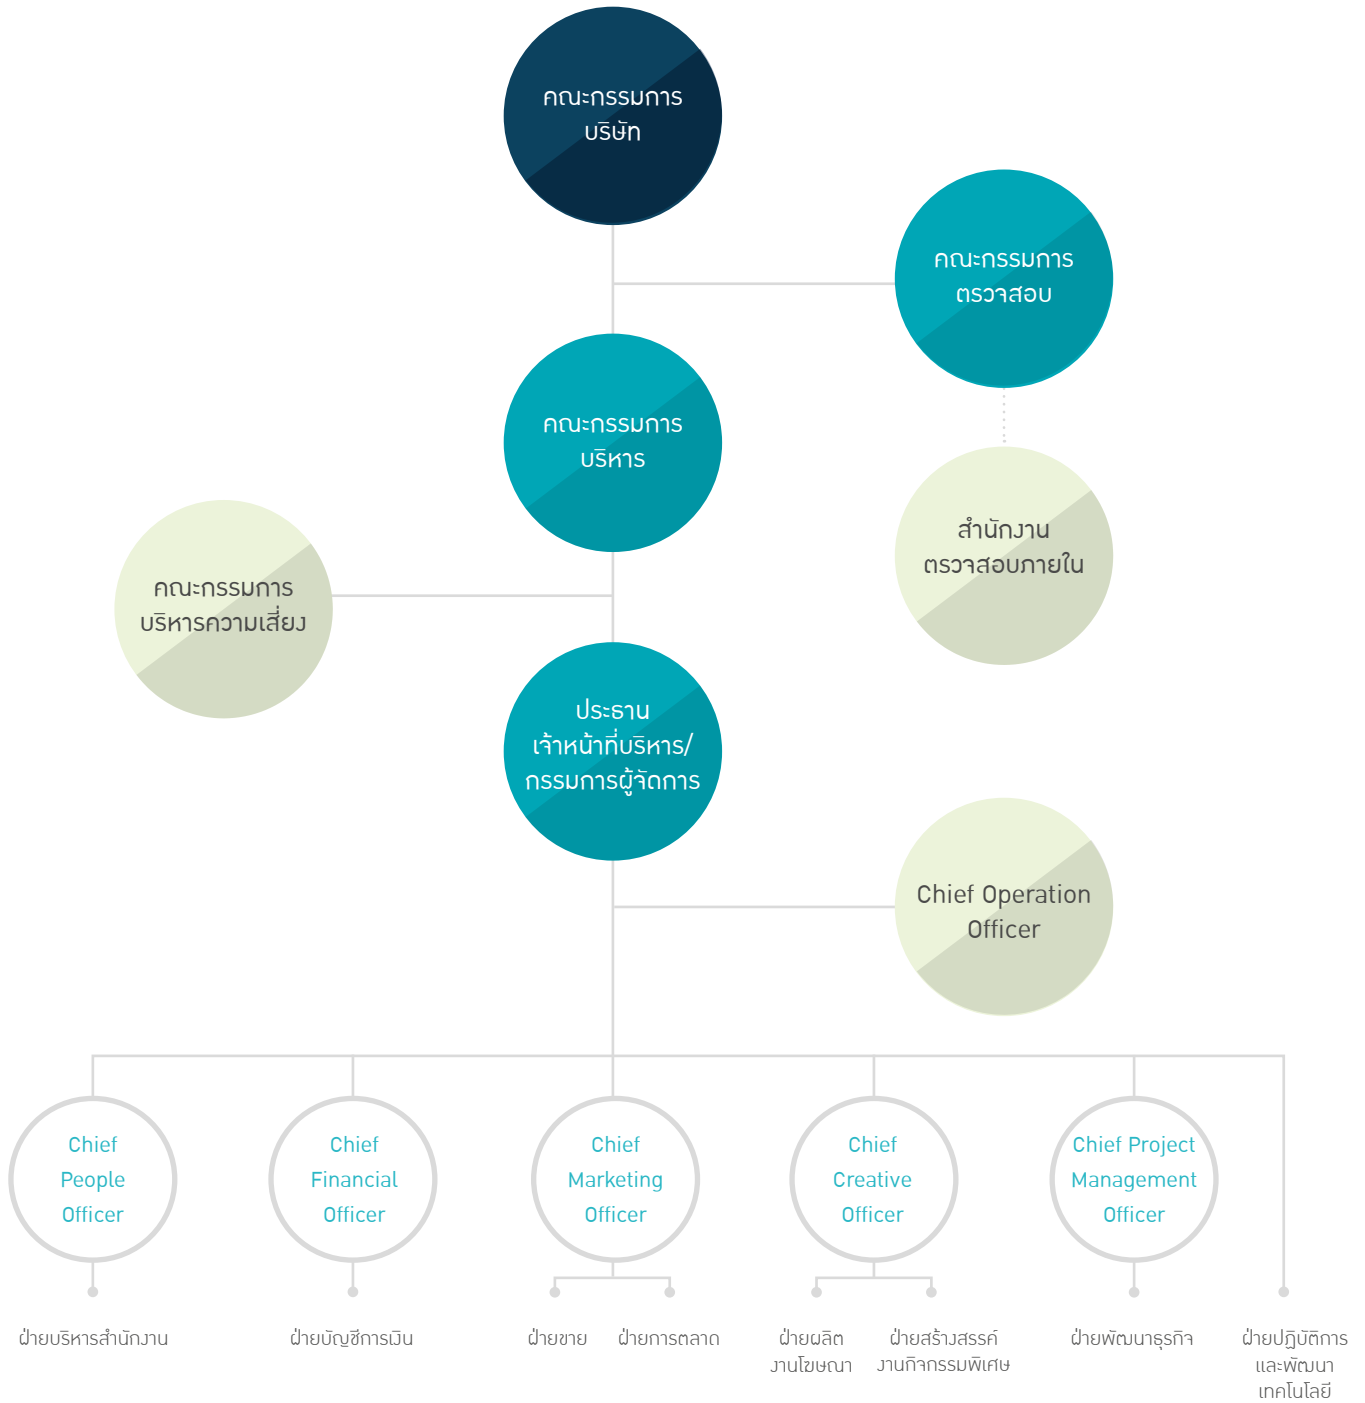 คณะกรรมการ
บริษัท
คณะกรรมการ
ตรวจสอบ
คณะกรรมการ
บริหาร
สำนักงาน
ตรวจสอบภายใน
คณะกรรมการ
บริหารความเสี่ยง
ประธาน
เจ้าหน้าที่บริหาร/
กรรมการผู้จัดการ
Chief Operation
Officer
Chief
People
Officer
Chief
Financial
Officer
Chief
Marketing
Officer
Chief
Creative
Officer
Chief Project
Management
Officer
ฝ่ายบริหารสำนักงาน
ฝ่ายบัญชีการเงิน
ฝ่ายขาย
ฝ่ายการตลาด
ฝ่ายผลิต
งานโฆษณา
ฝ่ายสร้างสรรค์
งานกิจกรรมพิเศษ
ฝ่ายพัฒนาธุรกิจ
ฝ่ายปฏิบัติการ
และพัฒนา
เทคโนโลยี